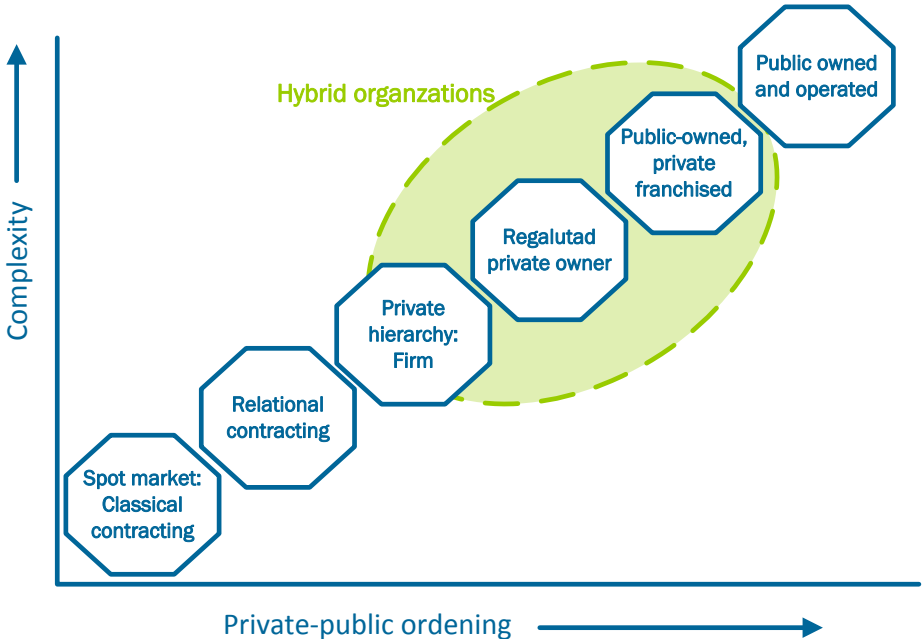 Public owned
and operated
Hybrid organzations
Public-owned,
private
franchised
Regalutad
private owner
Private
hierarchy:
Firm
Relational
contracting
Spot market:
Classical
contracting
Complexity
Private-public ordening